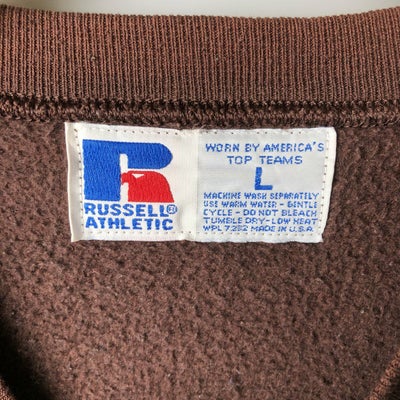 RUSSELL®
ATHLETIC
WORN BY AMERICA'S
TOP TEAMS
L
MACHINE WASH SEPARATELY
USE WARM WATER - GENTLE
CYCLE - DO NOT BLEACH
TUMBLE DRY - LOW HEAT
WPL 7,252 MADE IN U.S.A.